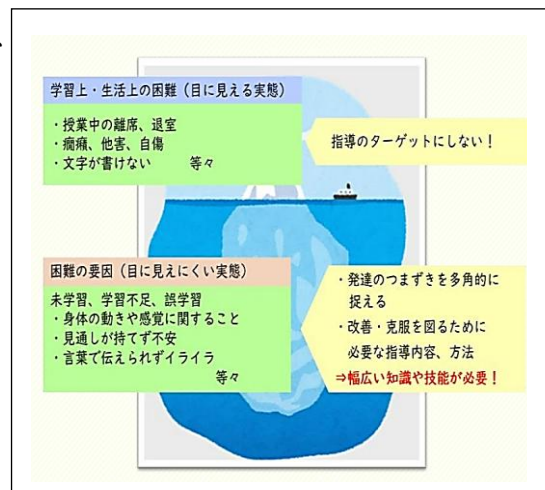 学習上・生活上の困難（目に見える実態）
・授業中の離席、退室
・癇癪、他害、自傷
・文字が書けない　　等々
指導のターゲットにしない！
困難の要因（目に見えにくい実態）
未学習、学習不足、誤学習
・身体の動きや感覚に関すること
・見通しが持てず不安
・言葉で伝えられずイライラ
等々
・発達のつまずきを多角的に
捉える
・改善・克服を図るために
必要な指導内容、方法
⇒幅広い知識や技能が必要！